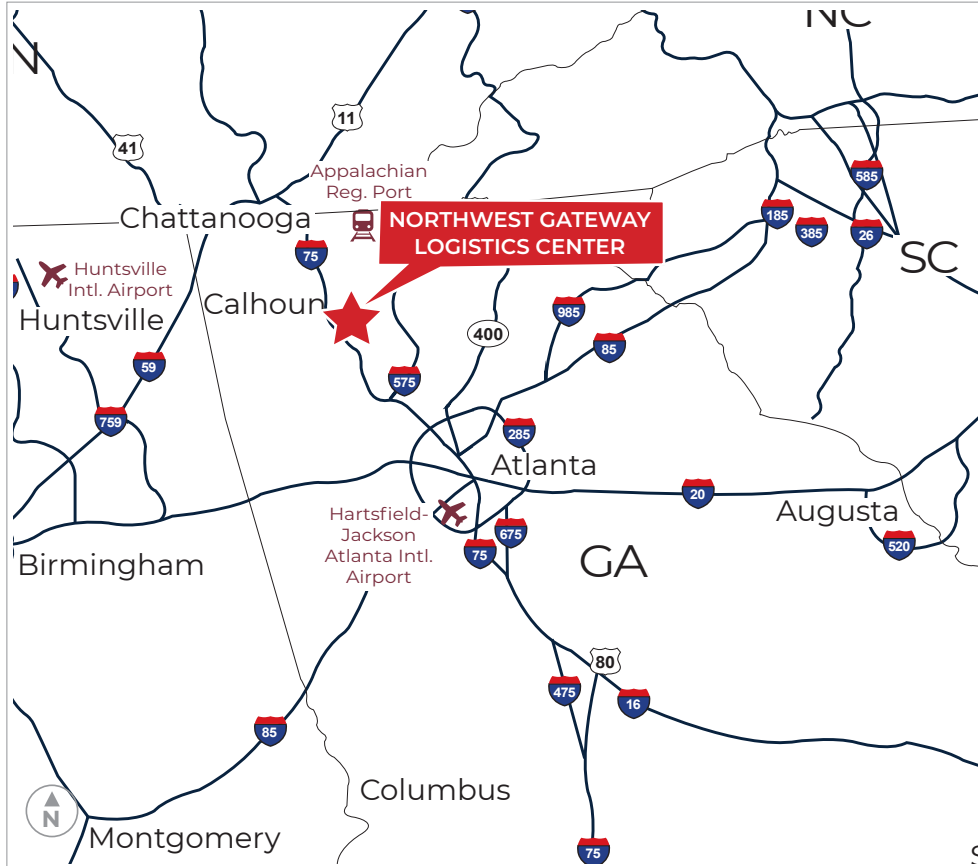 NC
N
11
41
585
Appalachian
Reg. Port
NORTHWEST GATEWAY
LOGISTICS CENTER
Chattanooga
185
385
26
75
SC
Huntsville
Intl. Airport
Calhoun
Huntsville
985
400
85
59
575
759
285
Atlanta
20
Augusta
Hartsfield-
Jackson
Atlanta Intl.
Airport
675
75
520
Birmingham
GA
80
475
16
85
Columbus
N
Montgomery
75
S